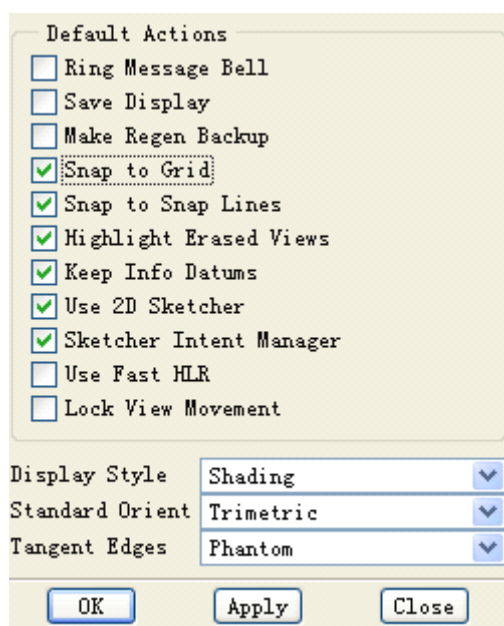 Default Actions
Ring Message Bell
Save Display
Make Regen Backup
Snap to Grid
Snap to Snap Lines
Highlight Erased Views
Keep Info Datums
Use 2D Sketcher
Sketcher Intent Manager
Use Fast HLR
Lock View Movement
Display Style Shading
Standard Orient Trimetric
Tangent Edges Phantom
OK Apply Close